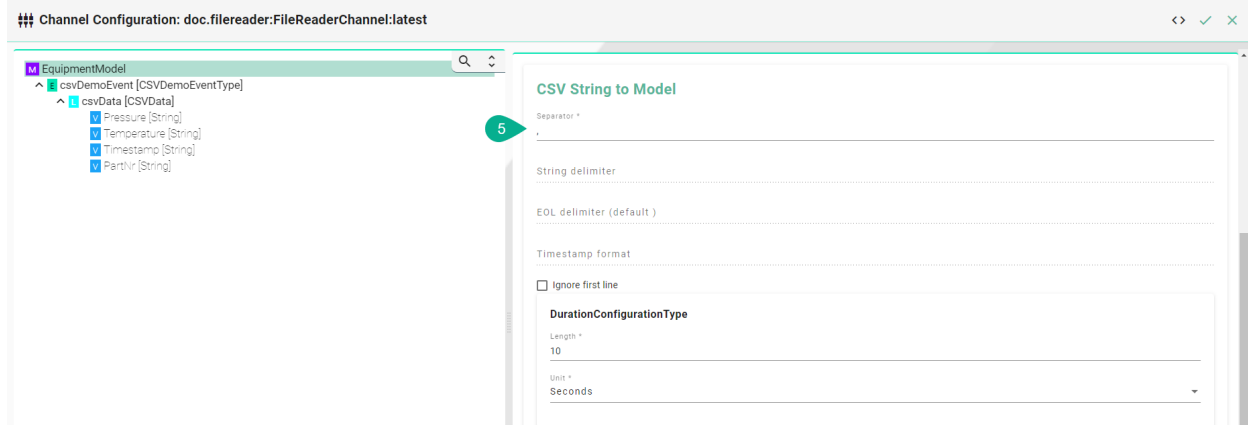 Channel Configuration: doc.filereader:FileReaderChannel:latest
M EquipmentModel
E csvDemoEvent [CSVDemoEventType]
L csvData [CSVData]
V Pressure [String]
V Temperature [String]
V Timestamp [String]
V PartNr [String]
CSV String to Model
5
Separator *
,
String delimiter
EOL delimiter (default )
Timestamp format
Ignore first line
DurationConfigurationType
Length *
10
Unit *
Seconds